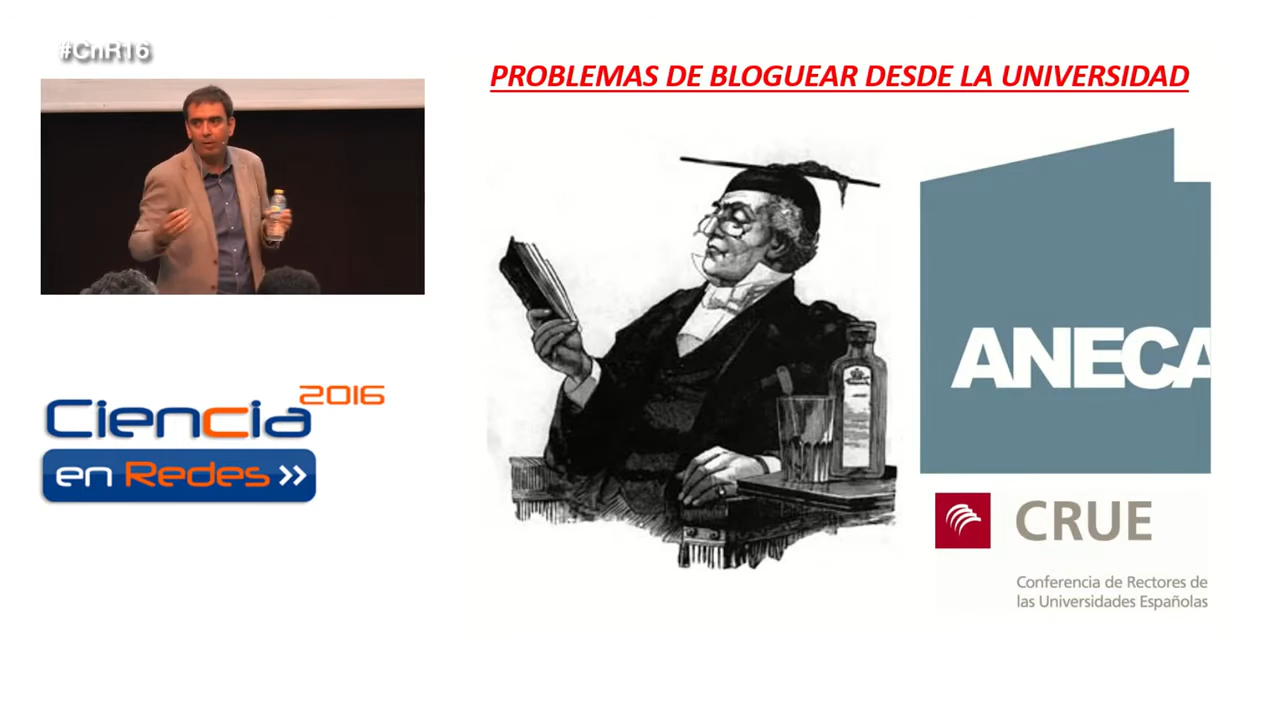 #CnR16
PROBLEMAS DE BLOGUEAR DESDE LA UNIVERSIDAD
ANECA
Ciencia 2016
en Redes »
CRUE
Conferencia de Rectores de
las Universidades Españolas